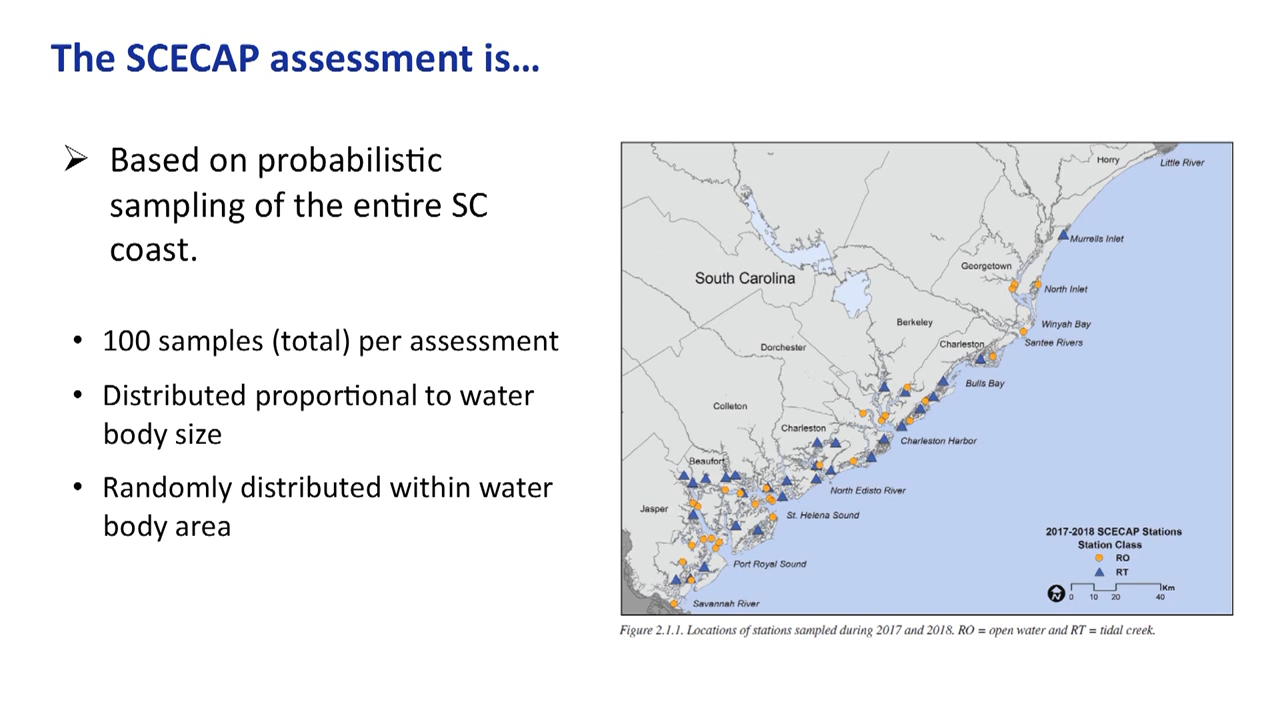 The SCECAP assessment is…
➢ Based on probabilistic
sampling of the entire SC
coast.
• 100 samples (total) per assessment
• Distributed proportional to water
body size
• Randomly distributed within water
body area
Horry
Little River
Murrells Inlet
Georgetown
South Carolina
North Inlet
Berkeley
Winyah Bay
Dorchester
Charleston
Santee Rivers
Bulls Bay
Colleton
Charleston
Charleston Harbor
Beaufort
North Edisto River
Jasper
St. Helena Sound
Port Royal Sound
Savannah River
2017-2018 SCECAP Stations
Station Class
RO
RT
N
Km
0 10 20 40
Figure 2.1.1. Locations of stations sampled during 2017 and 2018. RO = open water and RT = tidal creek.